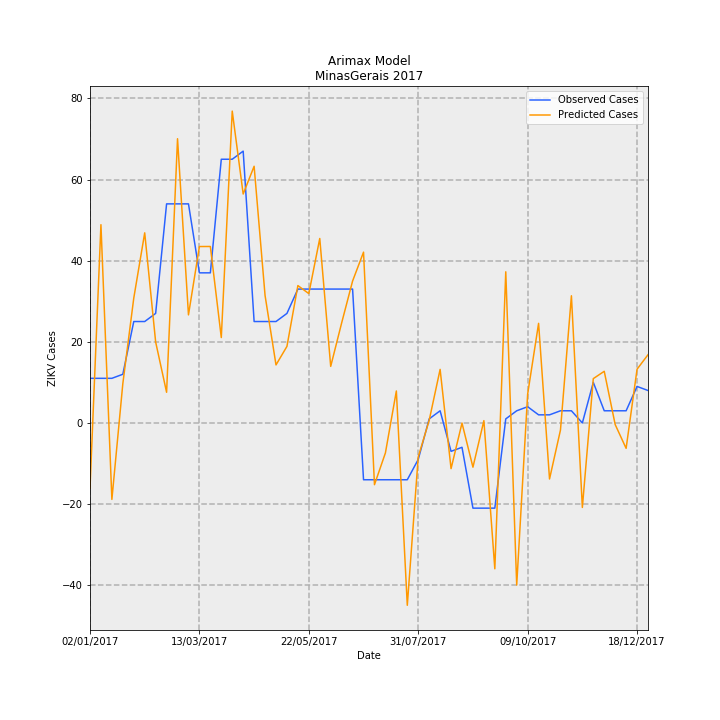 Arimax Model
MinasGerais 2017
Observed Cases
Predicted Cases
ZIKV Cases
80
60
40
20
0
−20
−40
02/01/2017 13/03/2017 22/05/2017 31/07/2017 09/10/2017 18/12/2017
Date